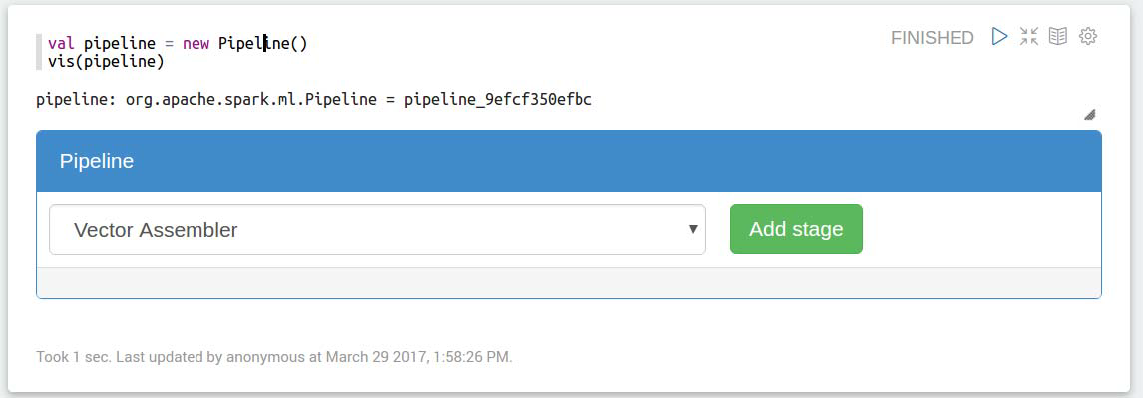 val pipeline = new Pipeline()
FINISHED
vis(pipeline)
pipeline: org.apache.spark.ml.Pipeline = pipeline_9efcf350efbc
Pipeline
Vector Assembler
Add stage
Took 1 sec. Last updated by anonymous at March 29 2017, 1:58:26 PM.